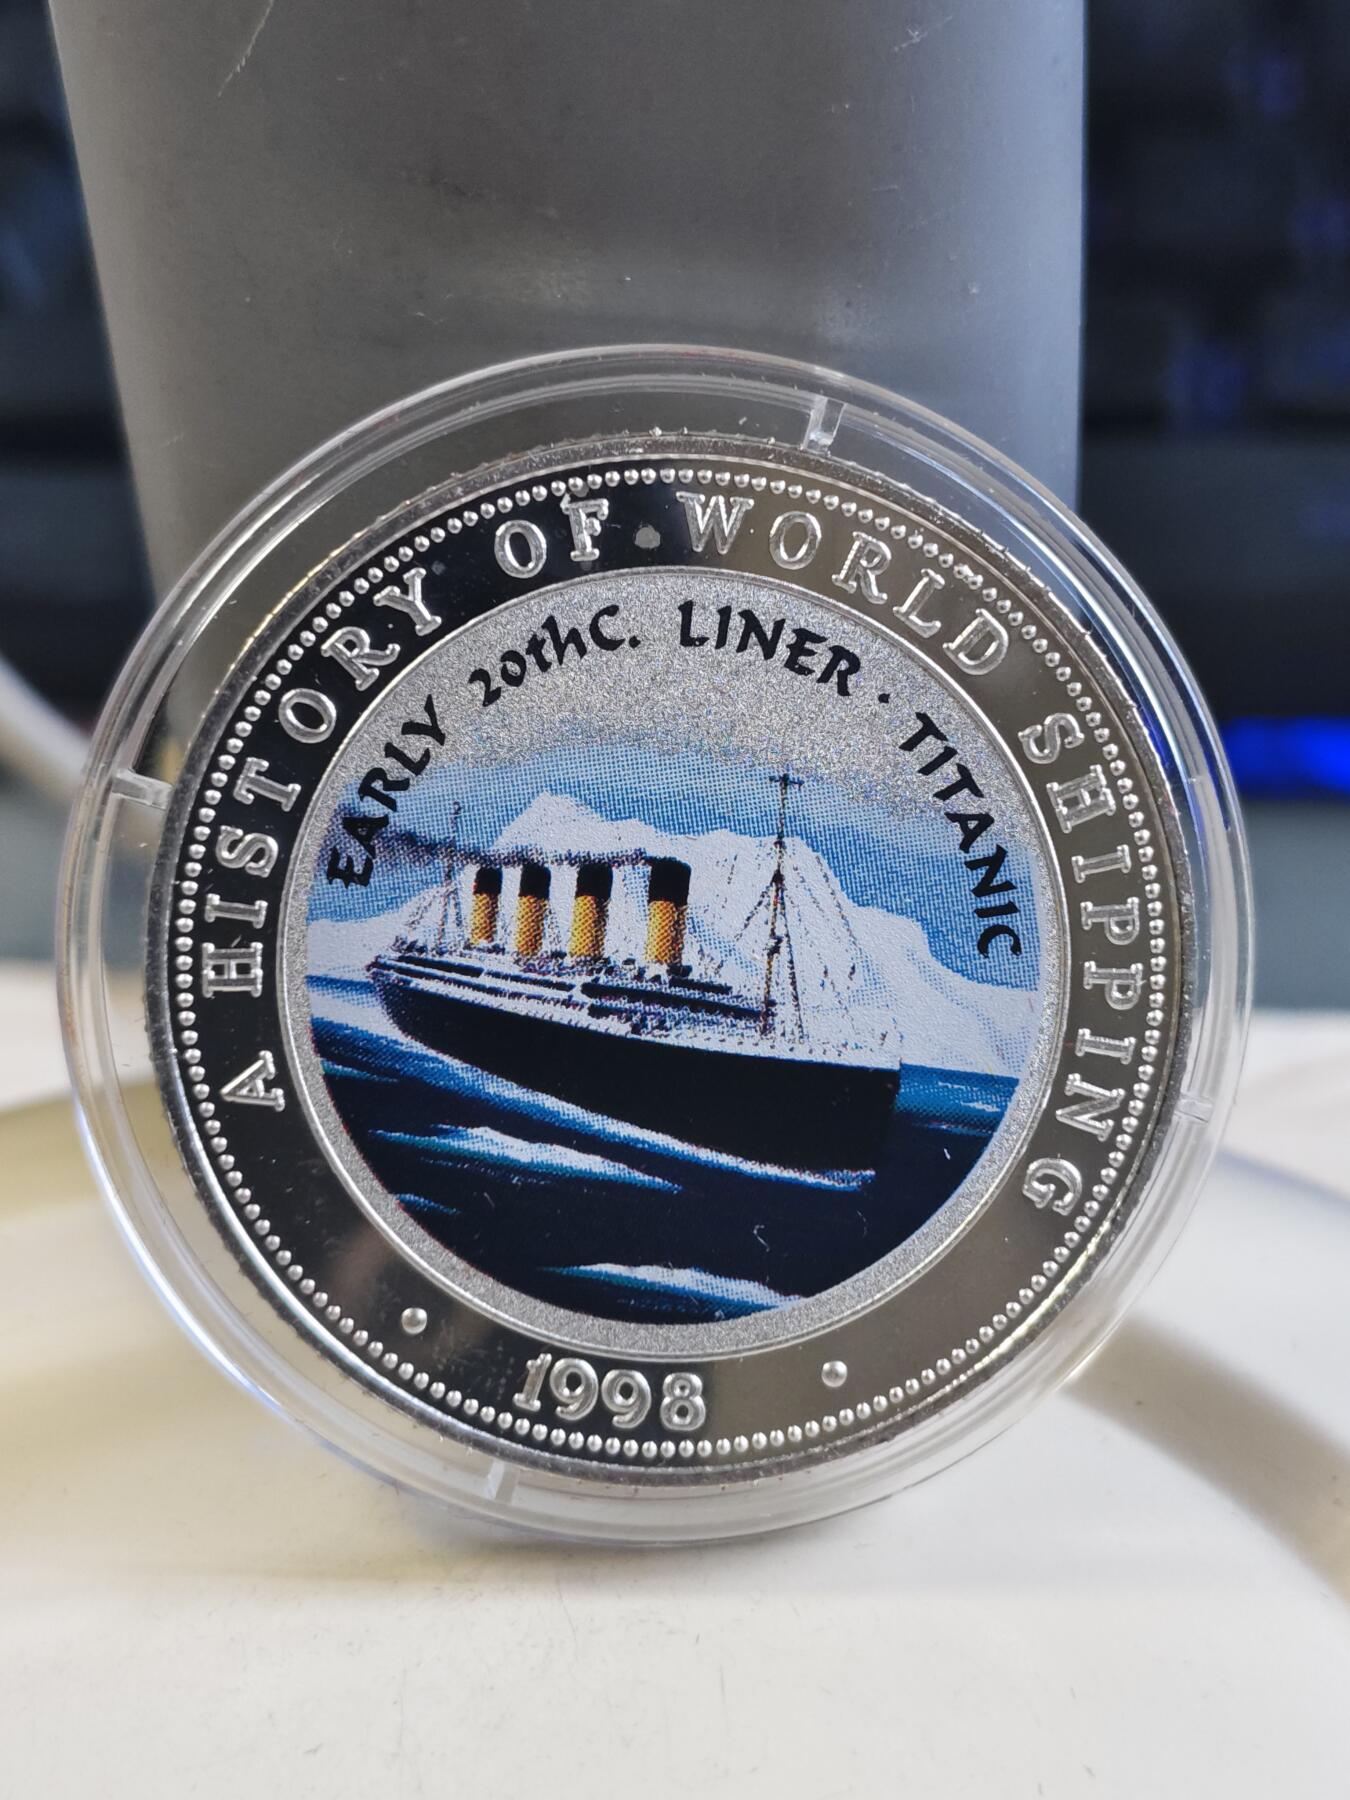 A HISTORY OF • WORLD SHIPPING
EARLY 20thC. LINER • TITANIC
• 1998 •